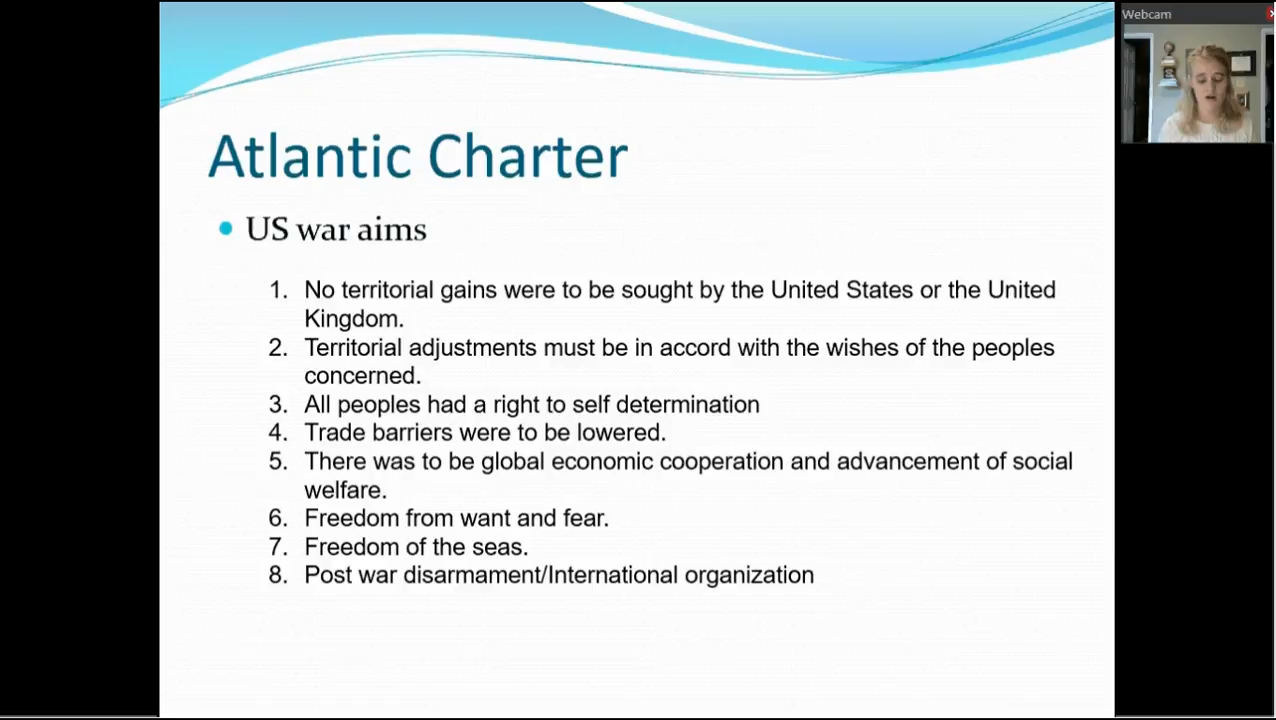 Webcam
Atlantic Charter
• US war aims
1. No territorial gains were to be sought by the United States or the United
Kingdom.
2. Territorial adjustments must be in accord with the wishes of the peoples
concerned.
3. All peoples had a right to self determination
4. Trade barriers were to be lowered.
5. There was to be global economic cooperation and advancement of social
welfare.
6. Freedom from want and fear.
7. Freedom of the seas.
8. Post war disarmament/International organization